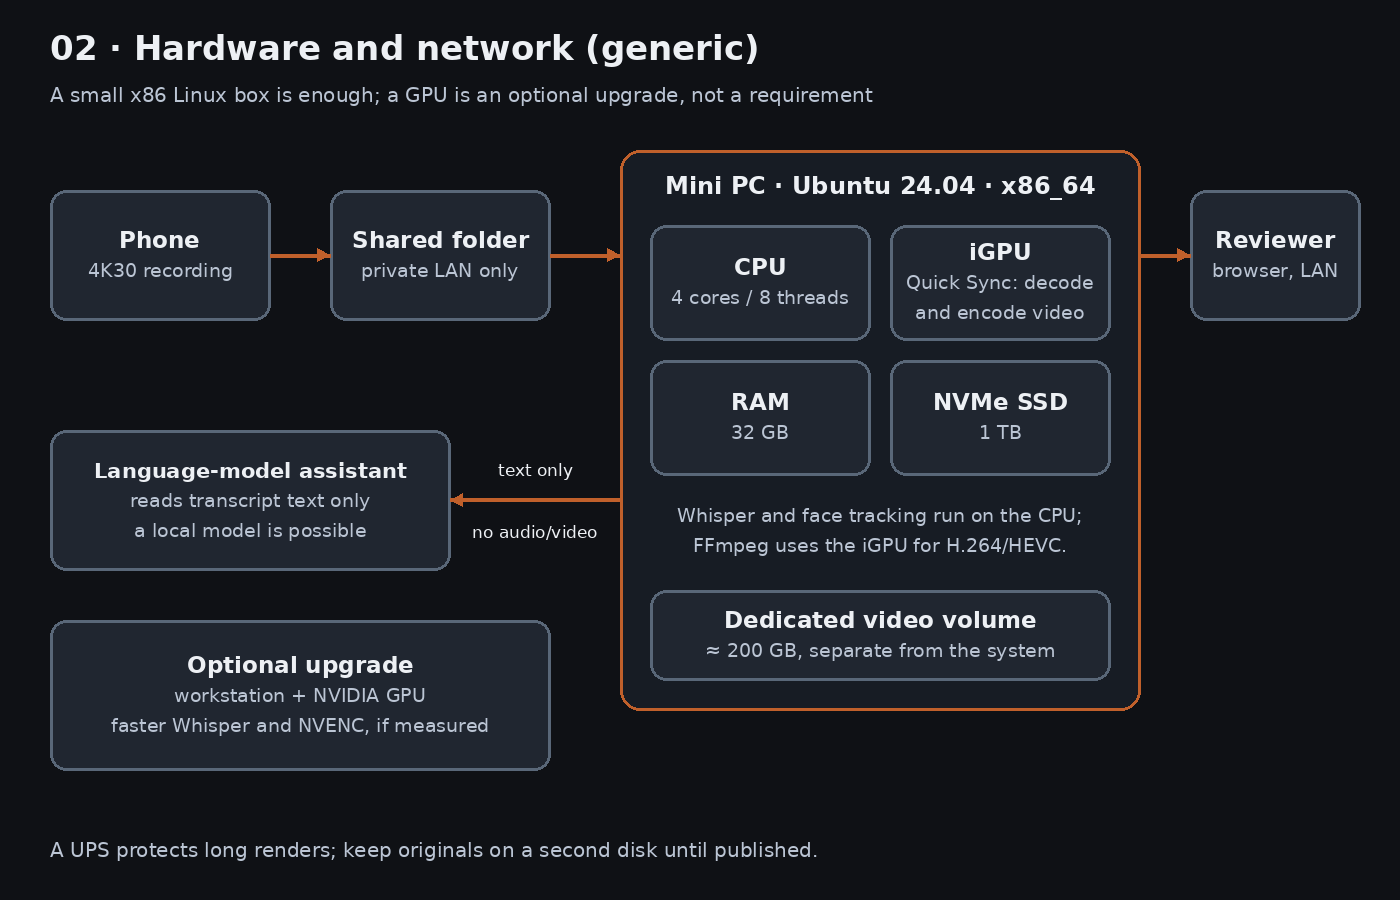 02 · Hardware and network (generic)
A small x86 Linux box is enough; a GPU is an optional upgrade, not a requirement
Phone
4K30 recording
Shared folder
private LAN only
Mini PC · Ubuntu 24.04 · x86_64
CPU
4 cores / 8 threads
iGPU
Quick Sync: decode
and encode video
RAM
32 GB
NVMe SSD
1 TB
Whisper and face tracking run on the CPU;
FFmpeg uses the iGPU for H.264/HEVC.
Dedicated video volume
≈ 200 GB, separate from the system
Reviewer
browser, LAN
Language-model assistant
reads transcript text only
a local model is possible
text only
no audio/video
Optional upgrade
workstation + NVIDIA GPU
faster Whisper and NVENC, if measured
A UPS protects long renders; keep originals on a second disk until published.